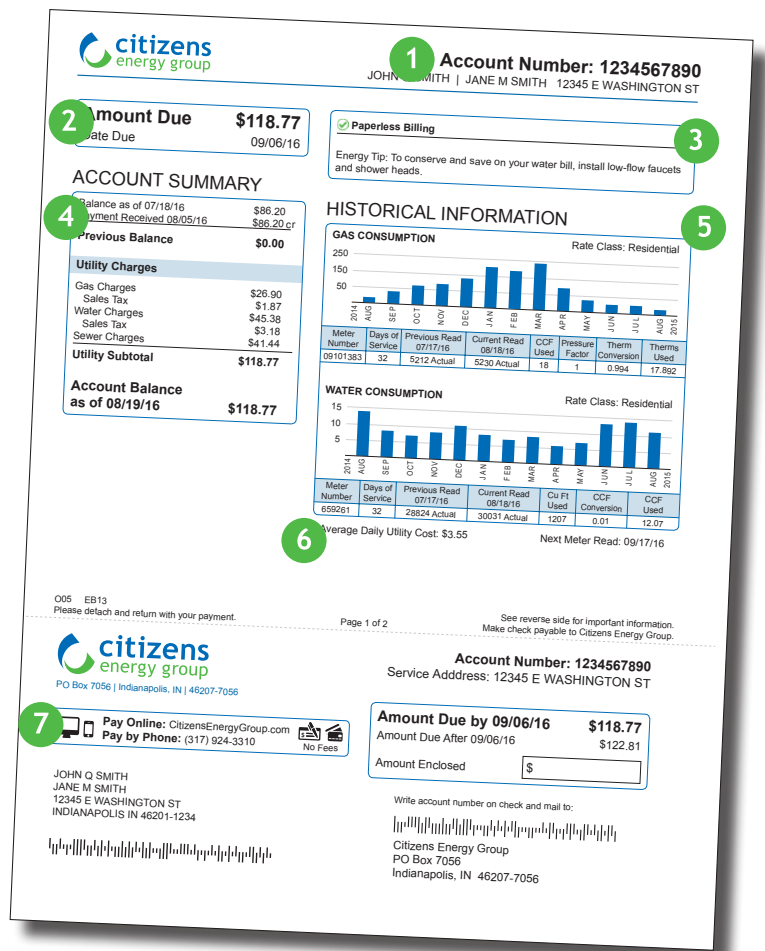 citizens
energy group
1
Account Number: 1234567890
JOHN SMITH | JANE M SMITH 12345 E WASHINGTON ST
2
Amount Due $118.77
Date Due 09/06/16
3
Paperless Billing
Energy Tip: To conserve and save on your water bill, install low-flow faucets
and shower heads.
ACCOUNT SUMMARY
4
Balance as of 07/18/16 $86.20
Payment Received 08/05/16 $86.20 cr
Previous Balance $0.00
Utility Charges
Gas Charges $26.90
Sales Tax $1.87
Water Charges $45.38
Sales Tax $3.18
Sewer Charges $41.44
Utility Subtotal $118.77
Account Balance
as of 08/19/16 $118.77
HISTORICAL INFORMATION
5
GAS CONSUMPTION Rate Class: Residential
250
150
50
2014 AUG SEP OCT NOV DEC JAN FEB MAR APR MAY JUN JUL AUG 2015
Meter Number Days of Service Previous Read 07/17/16 Current Read 08/18/16 CCF Used Pressure Factor Therm Conversion Therms Used
09101383 32 5212 Actual 5230 Actual 18 1 0.994 17.892
WATER CONSUMPTION Rate Class: Residential
15
10
5
2014 AUG SEP OCT NOV DEC JAN FEB MAR APR MAY JUN JUL AUG 2015
Meter Number Days of Service Previous Read 07/17/16 Current Read 08/18/16 Cu Ft Used CCF Conversion CCF Used
659261 32 28824 Actual 30031 Actual 1207 0.01 12.07
6
Average Daily Utility Cost: $3.55 Next Meter Read: 09/17/16
O05 EB13
Please detach and return with your payment.
Page 1 of 2
See reverse side for important information.
Make check payable to Citizens Energy Group.
citizens
energy group
PO Box 7056 | Indianapolis, IN | 46207-7056
Account Number: 1234567890
Service Adddress: 12345 E WASHINGTON ST
7
Pay Online: CitizensEnergyGroup.com
Pay by Phone: (317) 924-3310
No Fees
Amount Due by 09/06/16 $118.77
Amount Due After 09/06/16 $122.81
Amount Enclosed $
JOHN Q SMITH
JANE M SMITH
12345 E WASHINGTON ST
INDIANAPOLIS IN 46201-1234
Write account number on check and mail to:
Citizens Energy Group
PO Box 7056
Indianapolis, IN 46207-7056